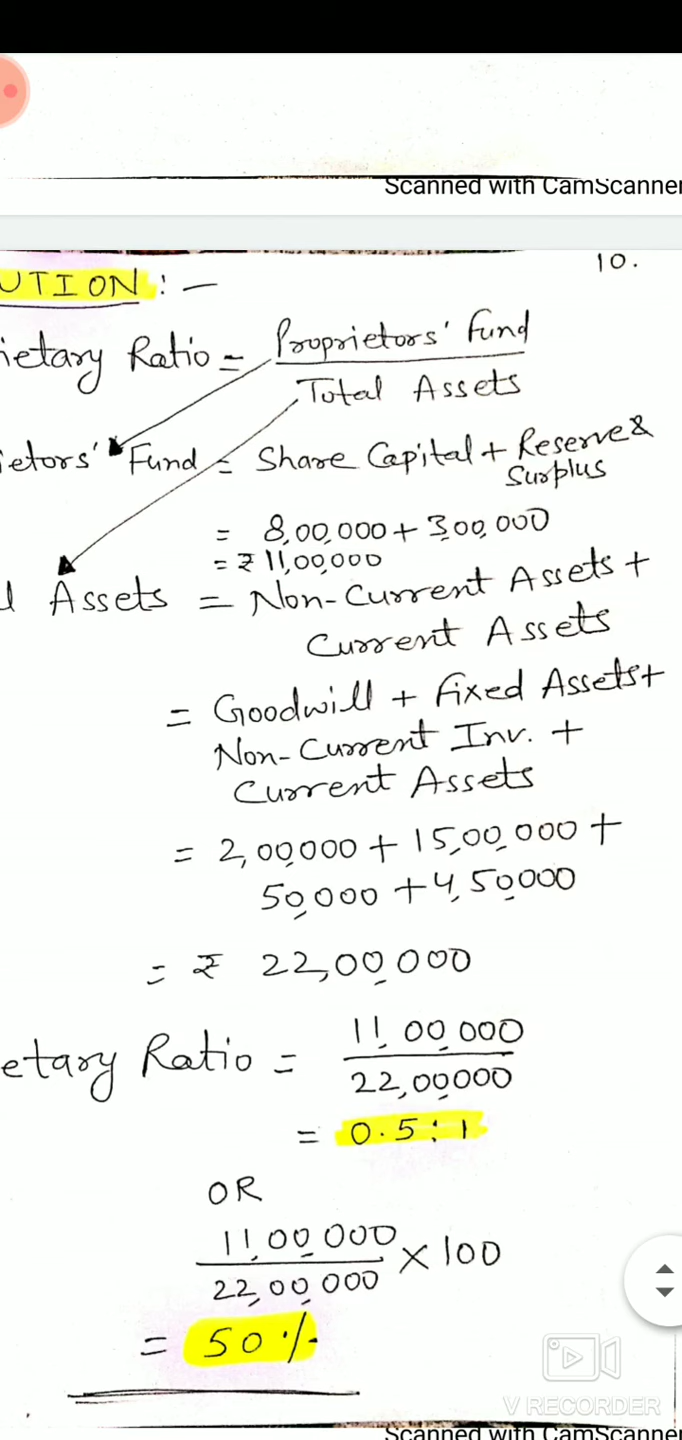 Scanned with CamScanner
10.
UTION : —
ietary Ratio = Proprietors' Fund
Total Assets
ietors' Fund = Share Capital + Reserve &
Surplus
= 8,00,000 + 3,00,000
= ₹ 11,00,000
l Assets = Non-Current Assets +
Current Assets
= Goodwill + Fixed Assets +
Non-Current Inv. +
Current Assets
= 2,00,000 + 15,00,000 +
50,000 + 4,50,000
= ₹ 22,00,000
etary Ratio = 11,00,000
22,00,000
= 0.5 : 1
OR
11,00,000 × 100
22,00,000
= 50 %
V RECORDER
Scanned with CamScanner